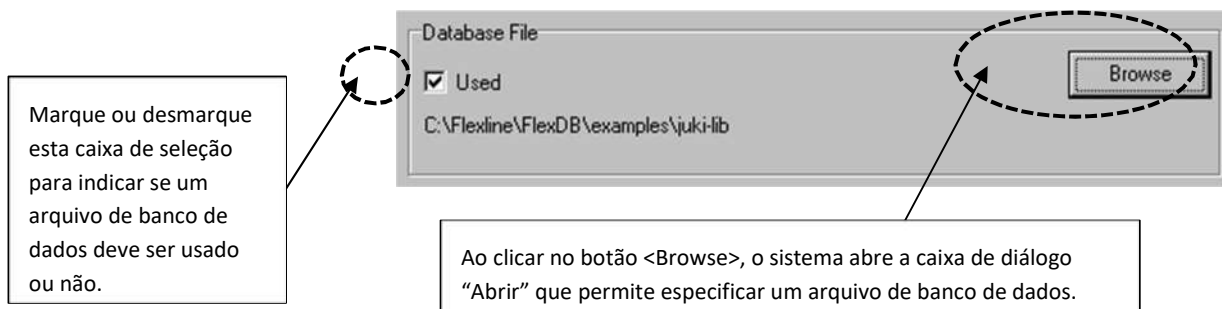 Database File
Used
Browse
C:\Flexline\FlexDB\examples\juki-lib
Marque ou desmarque
esta caixa de seleção
para indicar se um
arquivo de banco de
dados deve ser usado
ou não.
Ao clicar no botão <Browse>, o sistema abre a caixa de diálogo
“Abrir” que permite especificar um arquivo de banco de dados.